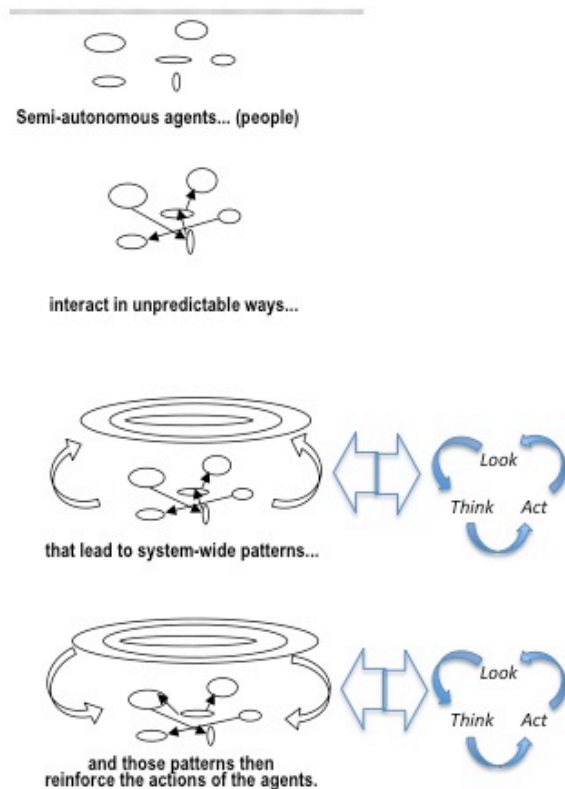 Semi-autonomous agents... (people)
interact in unpredictable ways...
Look
Think Act
that lead to system-wide patterns...
Look
Think Act
and those patterns then
reinforce the actions of the agents.